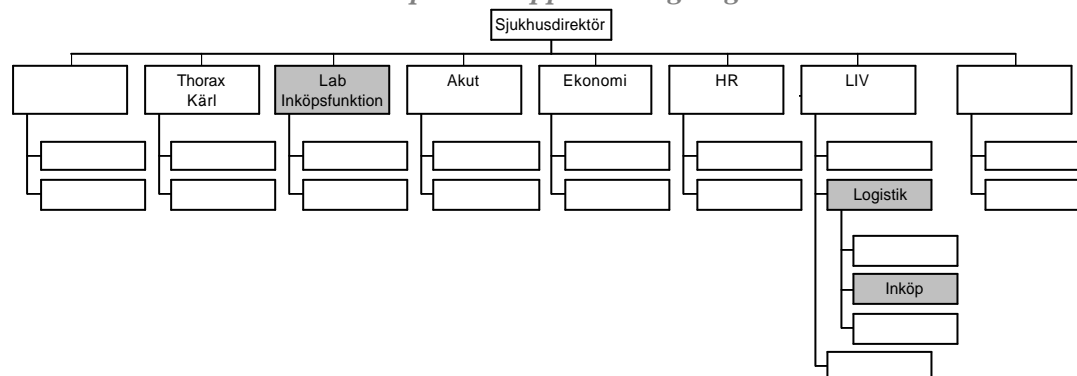 Sjukhusdirektör
Thorax
Kärl
Lab
Inköpsfunktion
Akut
Ekonomi
HR
LIV
Logistik
Inköp